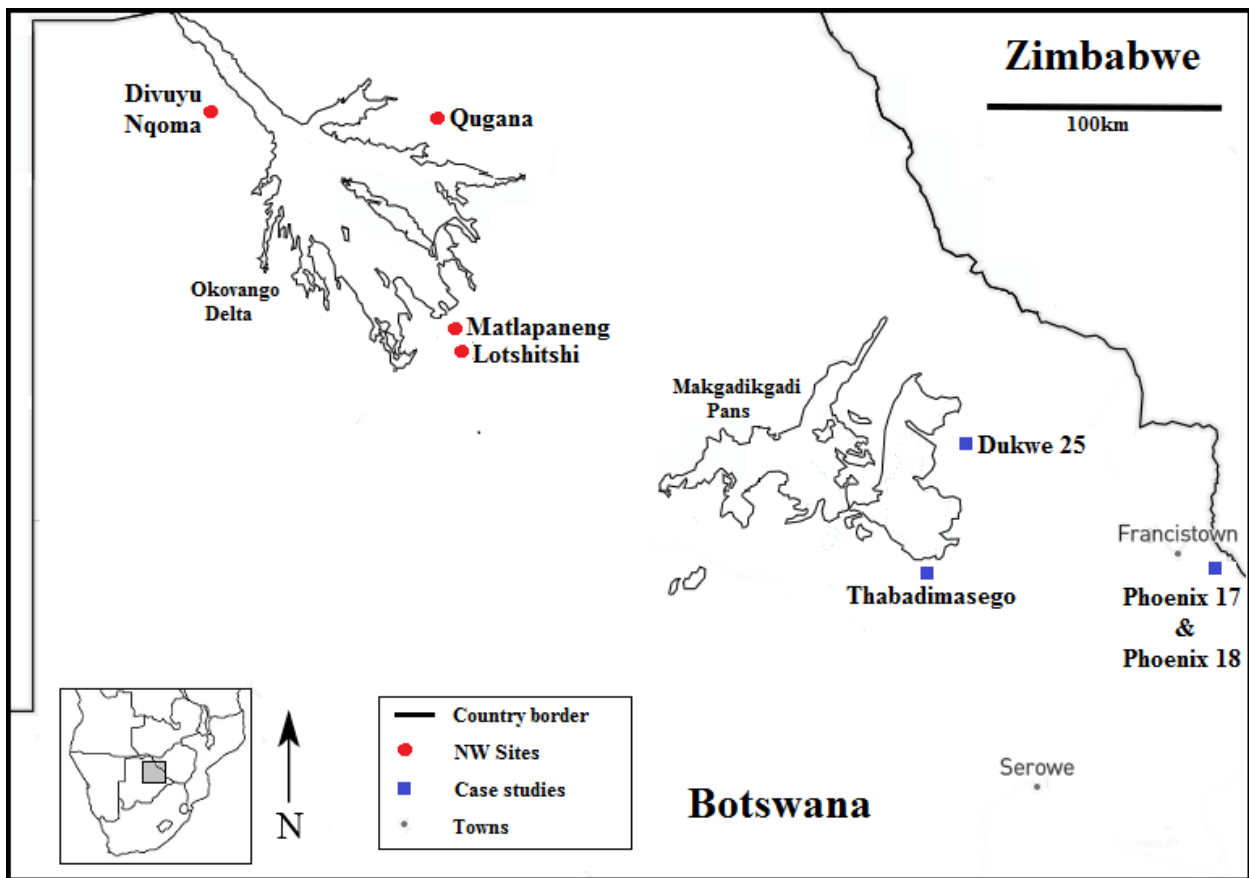 Zimbabwe
100km
Divuyu
Nqoma
Qugana
Okovango
Delta
Matlapaneng
Lotshitshi
Makgadikgadi
Pans
Dukwe 25
Francistown
Thabadimasego
Phoenix 17
&
Phoenix 18
Serowe
Botswana
N
Country border
NW Sites
Case studies
Towns